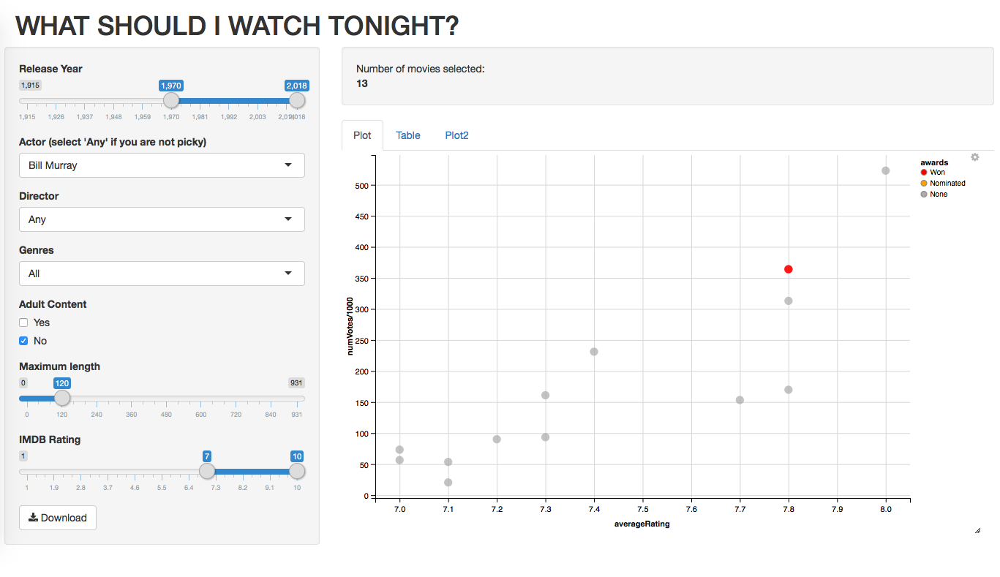 WHAT SHOULD I WATCH TONIGHT?
Release Year
1,915 1,970 2,018
1,915 1,926 1,937 1,948 1,959 1,970 1,981 1,992 2,003 2,014 2,018
Actor (select 'Any' if you are not picky)
Bill Murray
Director
Any
Genres
All
Adult Content
Yes
No
Maximum length
0 120 931
0 120 240 360 480 600 720 840 931
IMDB Rating
1 7 10
1 1.9 2.8 3.7 4.6 5.5 6.4 7.3 8.2 9.1 10
Download
Number of movies selected:
13
Plot Table Plot2
awards
Won
Nominated
None
numVotes/1000
500
450
400
350
300
250
200
150
100
50
0
7.0 7.1 7.2 7.3 7.4 7.5 7.6 7.7 7.8 7.9 8.0
averageRating